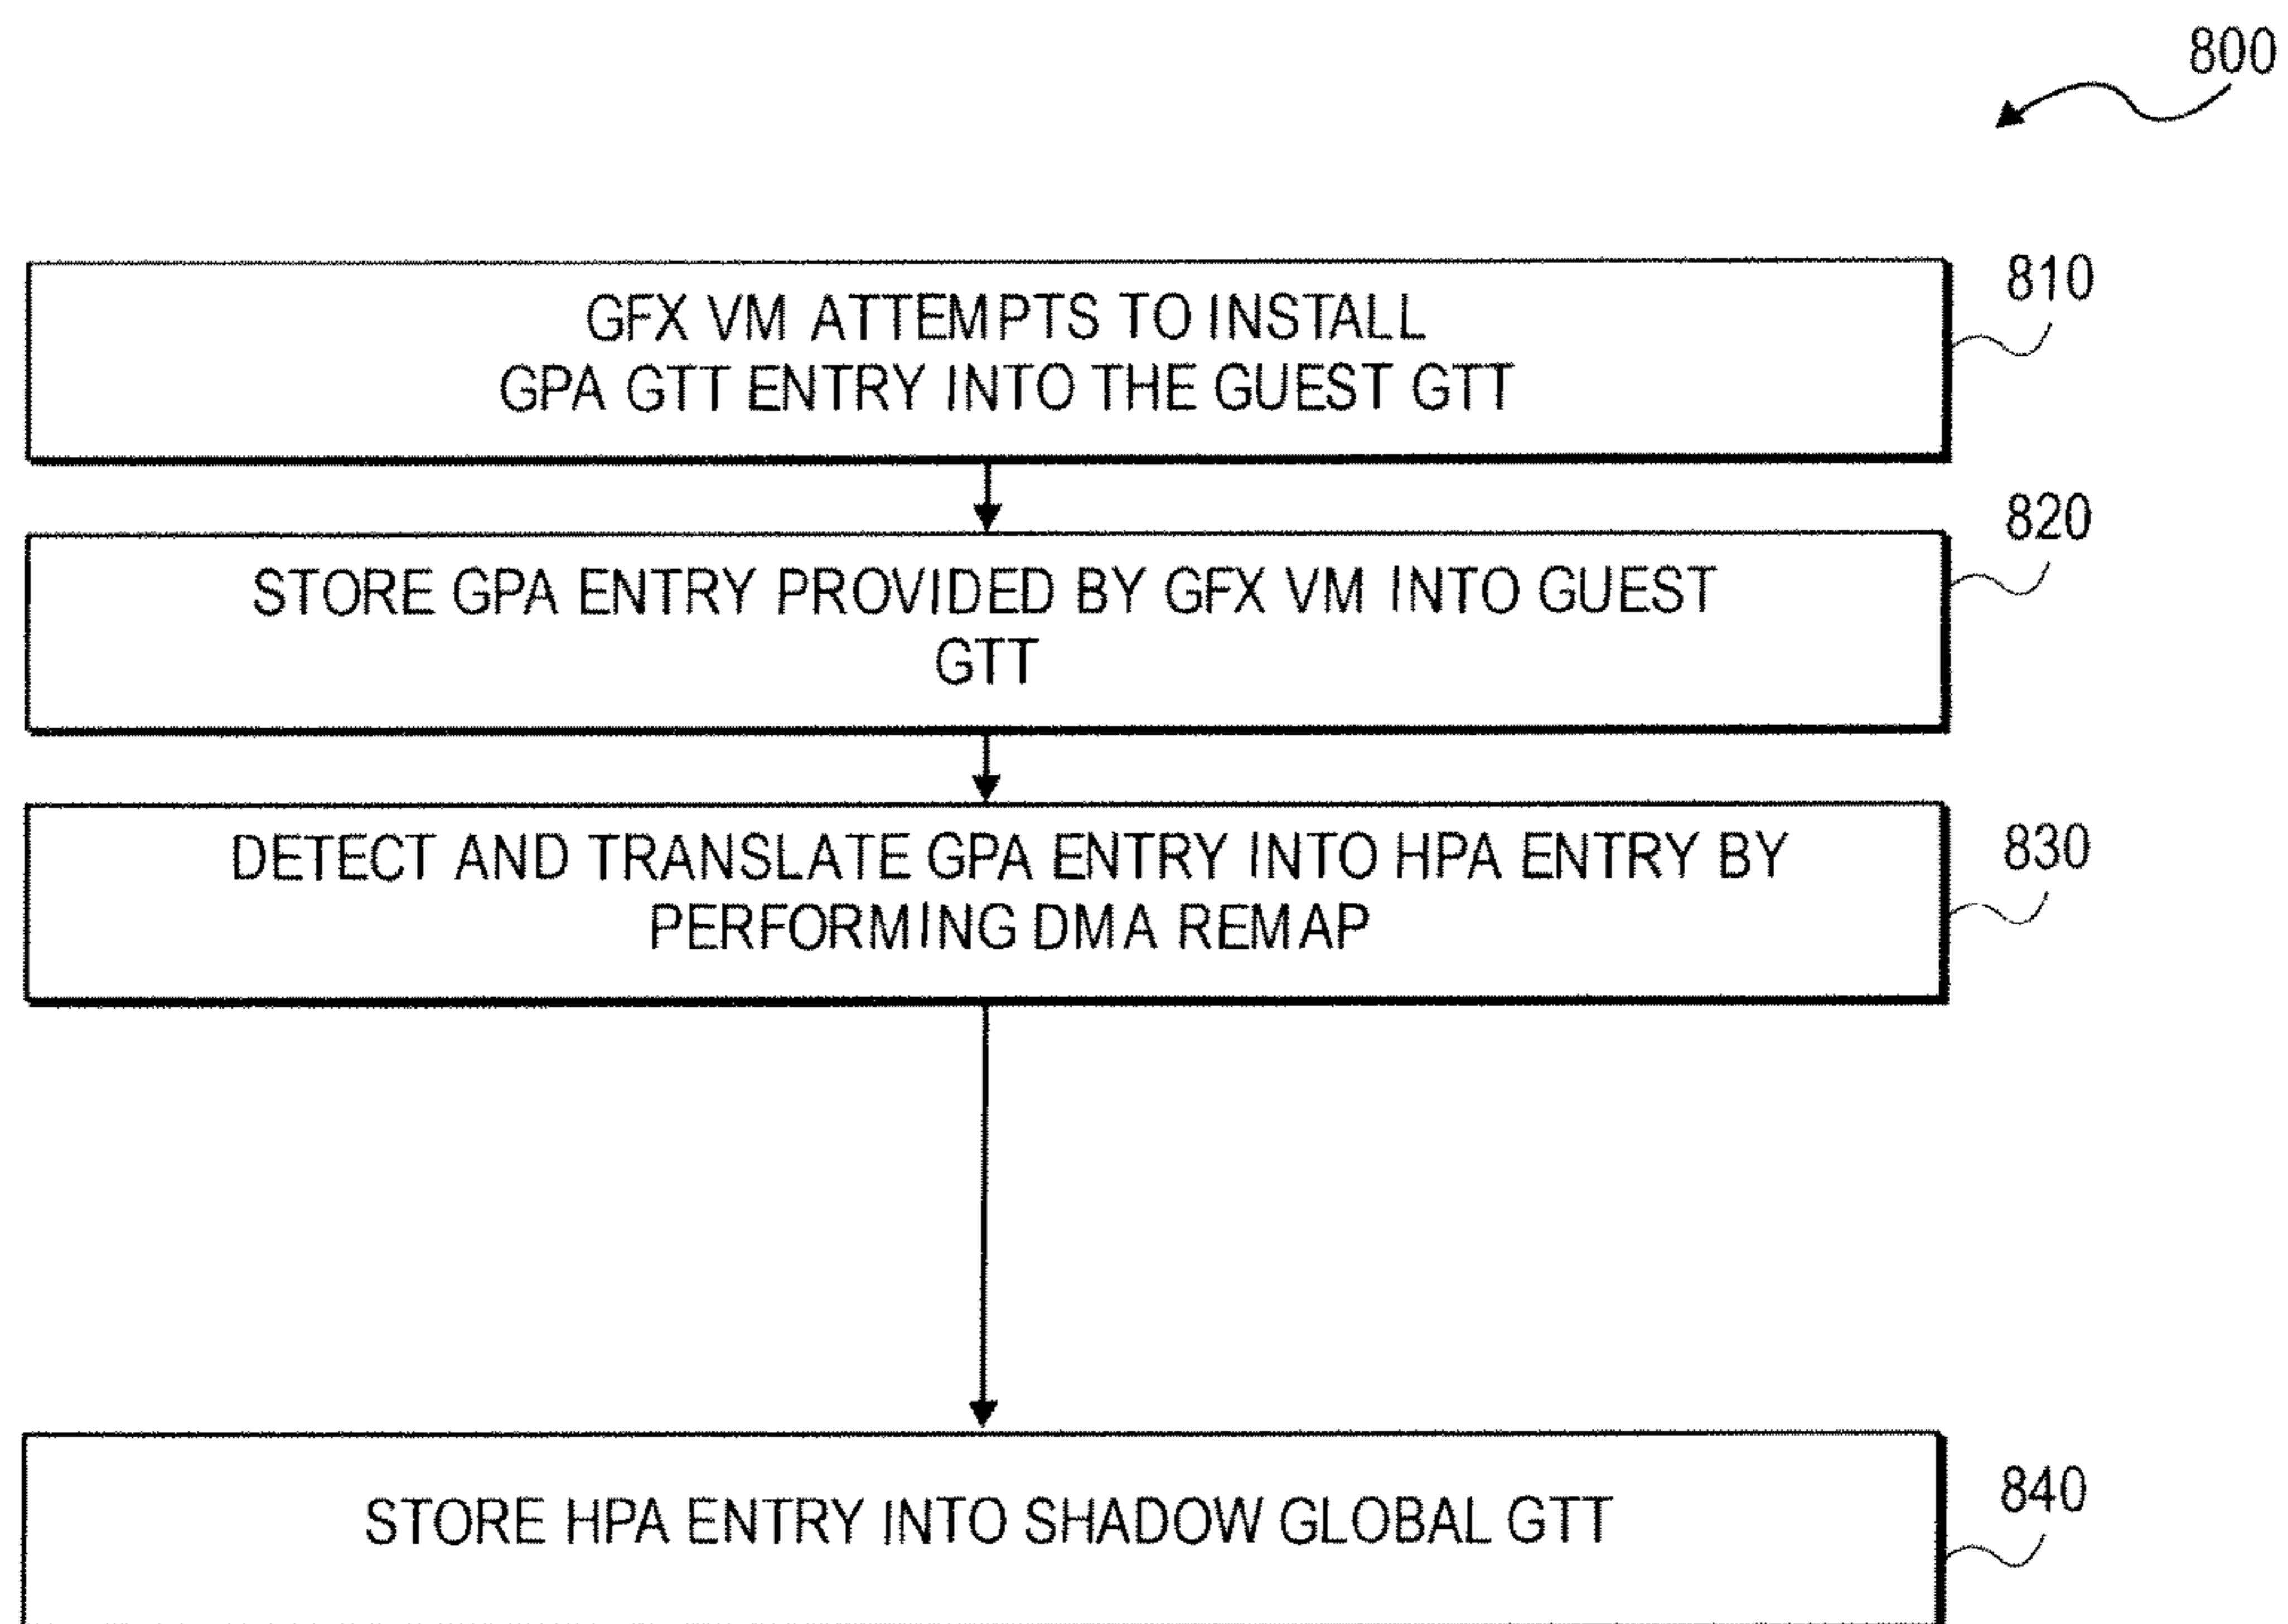 800
GFX VM ATTEMPTS TO INSTALL
GPA GTT ENTRY INTO THE GUEST GTT
810
STORE GPA ENTRY PROVIDED BY GFX VM INTO GUEST
GTT
820
DETECT AND TRANSLATE GPA ENTRY INTO HPA ENTRY BY
PERFORMING DMA REMAP
830
STORE HPA ENTRY INTO SHADOW GLOBAL GTT
840